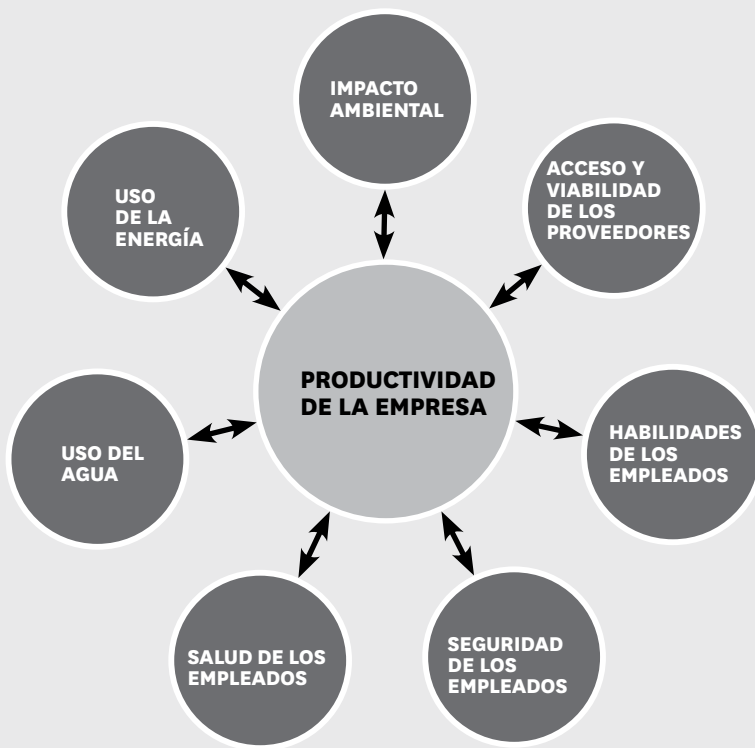 IMPACTO
AMBIENTAL
ACCESO Y
VIABILIDAD
DE LOS
PROVEEDORES
USO
DE LA
ENERGÍA
PRODUCTIVIDAD
DE LA EMPRESA
HABILIDADES
DE LOS
EMPLEADOS
USO DEL
AGUA
SEGURIDAD
DE LOS
EMPLEADOS
SALUD DE LOS
EMPLEADOS